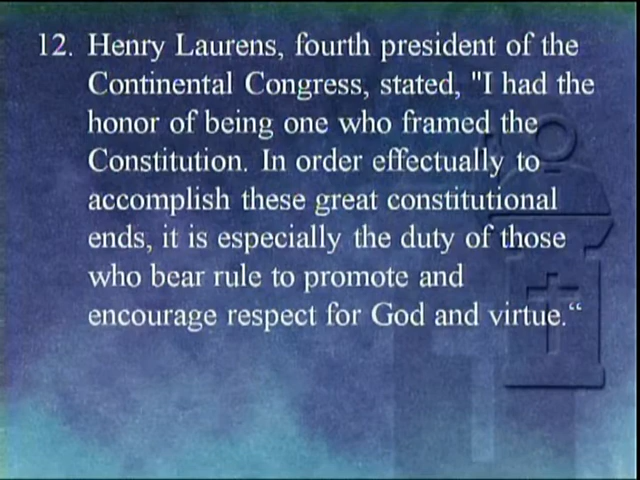 12. Henry Laurens, fourth president of the
Continental Congress, stated, "I had the
honor of being one who framed the
Constitution. In order effectually to
accomplish these great constitutional
ends, it is especially the duty of those
who bear rule to promote and
encourage respect for God and virtue.“